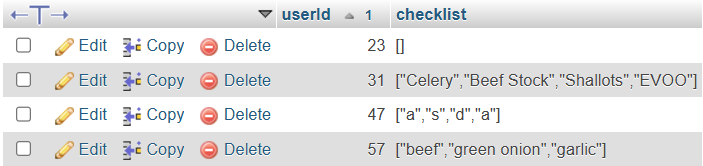 userId 1 checklist
Edit Copy Delete 23 []
Edit Copy Delete 31 ["Celery","Beef Stock","Shallots","EVOO"]
Edit Copy Delete 47 ["a","s","d","a"]
Edit Copy Delete 57 ["beef","green onion","garlic"]